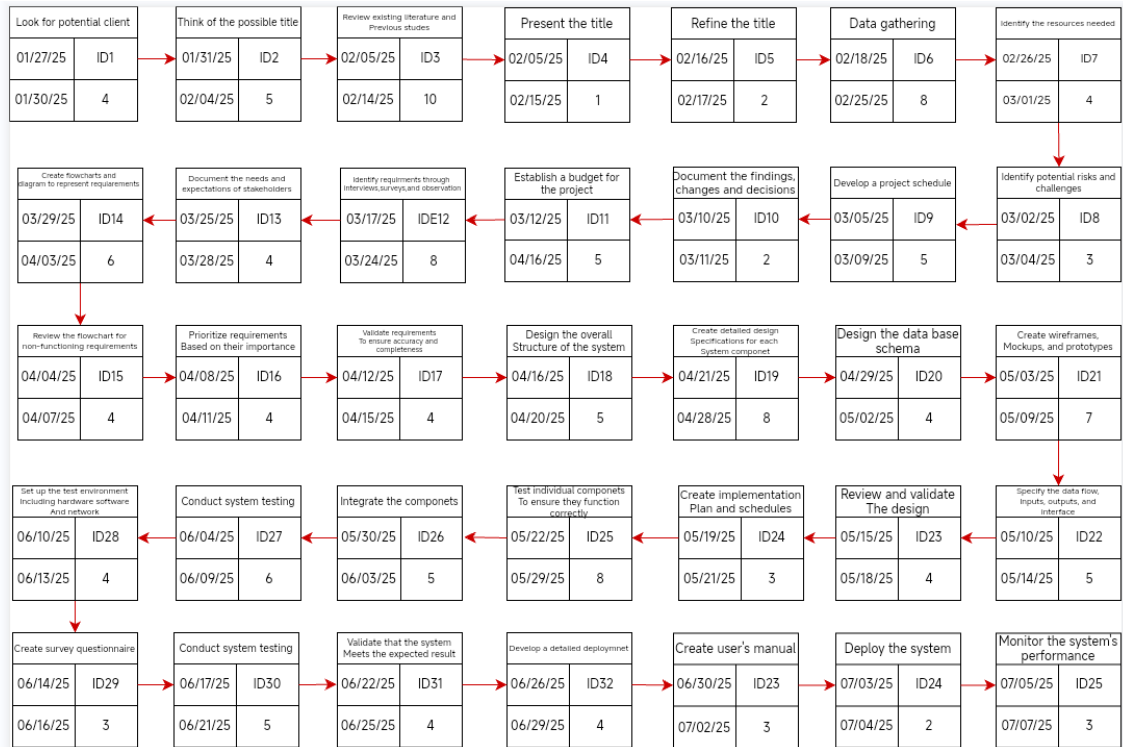 Look for potential client
01/27/25 ID1
01/30/25 4
Think of the possible title
01/31/25 ID2
02/04/25 5
Review existing literature and
Previous studes
02/05/25 ID3
02/14/25 10
Present the title
02/05/25 ID4
02/15/25 1
Refine the title
02/16/25 ID5
02/17/25 2
Data gathering
02/18/25 ID6
02/25/25 8
Identify the resources needed
02/26/25 ID7
03/01/25 4
Identify potential risks and
challenges
03/02/25 ID8
03/04/25 3
Develop a project schedule
03/05/25 ID9
03/09/25 5
Document the findings,
changes and decisions
03/10/25 ID10
03/11/25 2
Establish a budget for
the project
03/12/25 ID11
04/16/25 5
Identify requirments through
interviews,surveys,and observation
03/17/25 IDE12
03/24/25 8
Document the needs and
expectations of stakeholders
03/25/25 ID13
03/28/25 4
Create flowcharts and
diagram to represent requiarements
03/29/25 ID14
04/03/25 6
Review the flowchart for
non-functioning requirements
04/04/25 ID15
04/07/25 4
Prioritize requirements
Based on their importance
04/08/25 ID16
04/11/25 4
Validate requirements
To ensure accuracy and
completeness
04/12/25 ID17
04/15/25 4
Design the overall
Structure of the system
04/16/25 ID18
04/20/25 5
Create detailed design
Specifications for each
System componet
04/21/25 ID19
04/28/25 8
Design the data base
schema
04/29/25 ID20
05/02/25 4
Create wireframes,
Mockups, and prototypes
05/03/25 ID21
05/09/25 7
Specify the data flow,
inputs, outputs, and
interface
05/10/25 ID22
05/14/25 5
Review and validate
The design
05/15/25 ID23
05/18/25 4
Create implementation
Plan and schedules
05/19/25 ID24
05/21/25 3
Test individual componets
To ensure they function
correctly
05/22/25 ID25
05/29/25 8
Integrate the componets
05/30/25 ID26
06/03/25 5
Conduct system testing
06/04/25 ID27
06/09/25 6
Set up the test environment
Including hardware software
And network
06/10/25 ID28
06/13/25 4
Create survey questionnaire
06/14/25 ID29
06/16/25 3
Conduct system testing
06/17/25 ID30
06/21/25 5
Validate that the system
Meets the expected result
06/22/25 ID31
06/25/25 4
Develop a detailed deploymnet
06/26/25 ID32
06/29/25 4
Create user's manual
06/30/25 ID23
07/02/25 3
Deploy the system
07/03/25 ID24
07/04/25 2
Monitor the system's
performance
07/05/25 ID25
07/07/25 3